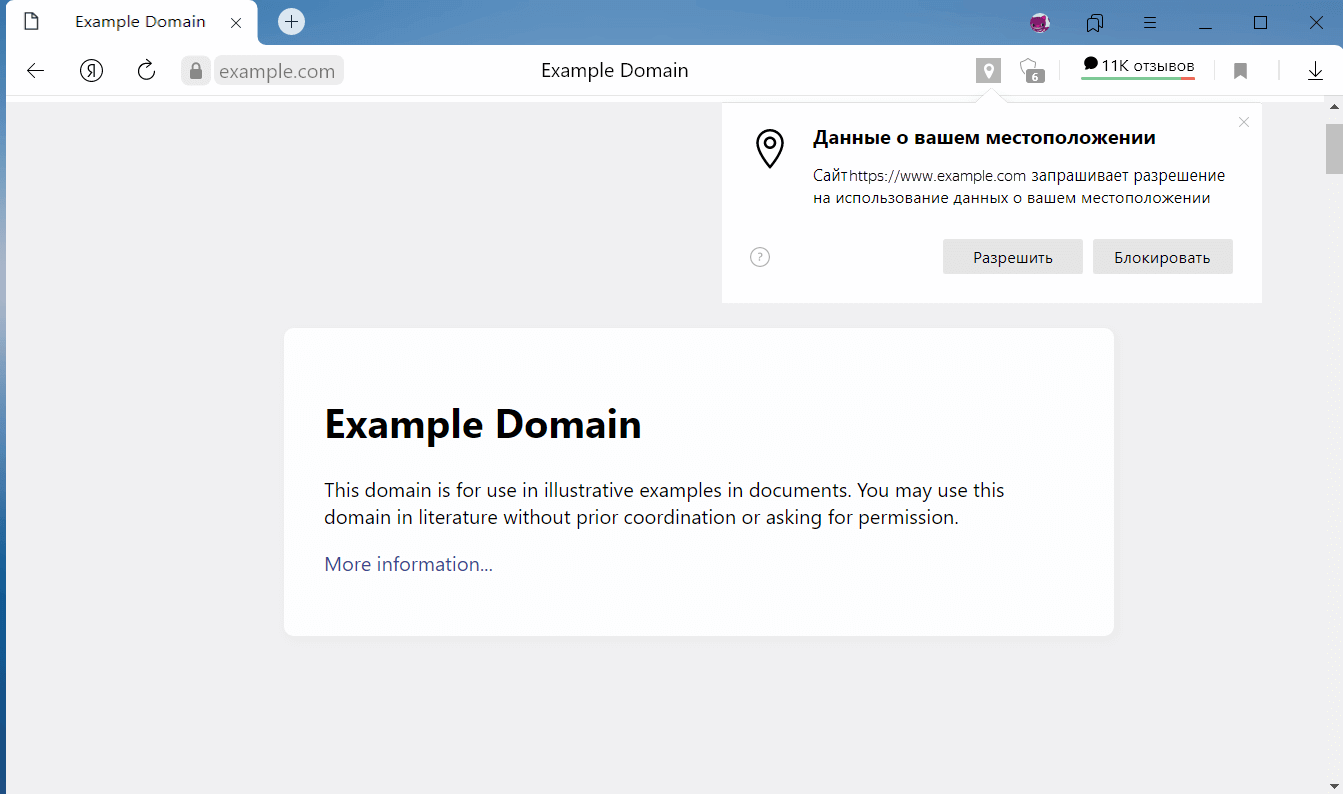 Example Domain
Я
example.com
Example Domain
6
11K отзывов
Данные о вашем местоположении
Сайт https://www.example.com запрашивает разрешение
на использование данных о вашем местоположении
?
Разрешить
Блокировать
Example Domain
This domain is for use in illustrative examples in documents. You may use this
domain in literature without prior coordination or asking for permission.
More information...